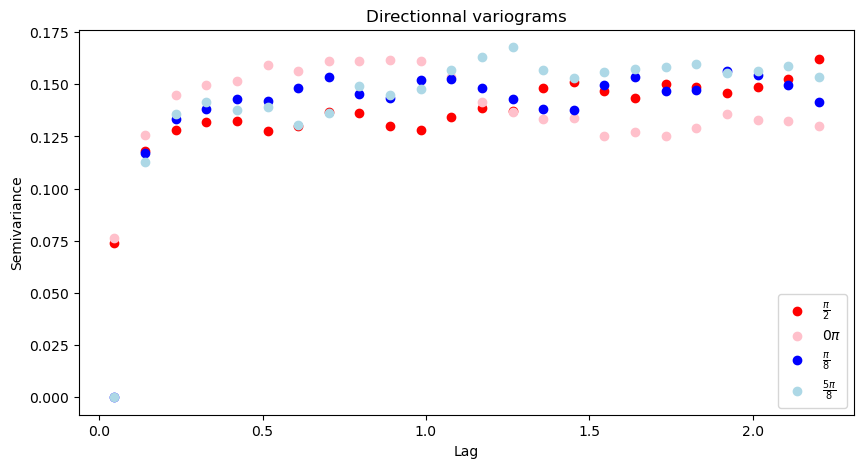 Directionnal variograms
Semivariance
0.175
0.150
0.125
0.100
0.075
0.050
0.025
0.000
0.0 0.5 1.0 1.5 2.0
Lag
π/2
0π
π/8
5π/8